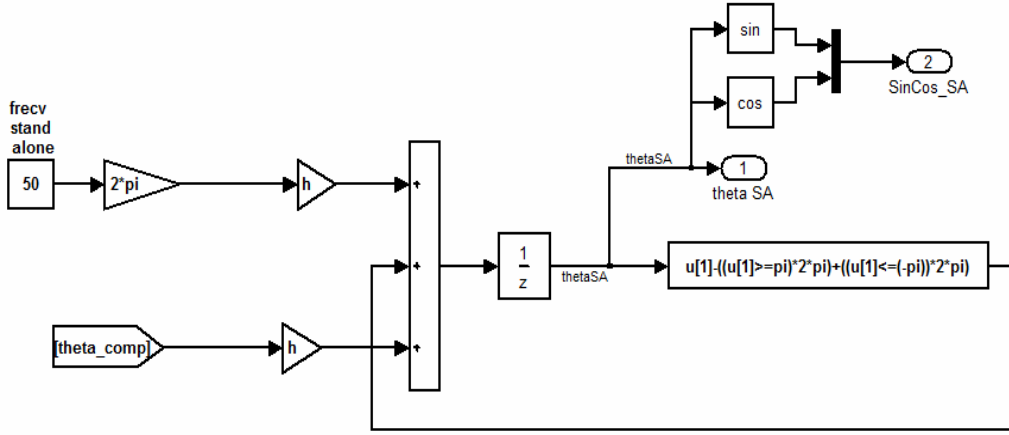 sin
2
SinCos_SA
cos
frecv
stand
alone
50
2*pi
h
+
thetaSA
1
theta SA
+
1
z
thetaSA
u[1]-((u[1]>=pi)*2*pi)+((u[1]<=(-pi))*2*pi)
[theta_comp]
h
+